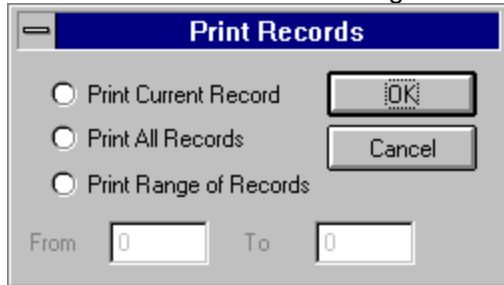 Print Records
Print Current Record
OK
Print All Records
Cancel
Print Range of Records
From 0 To 0